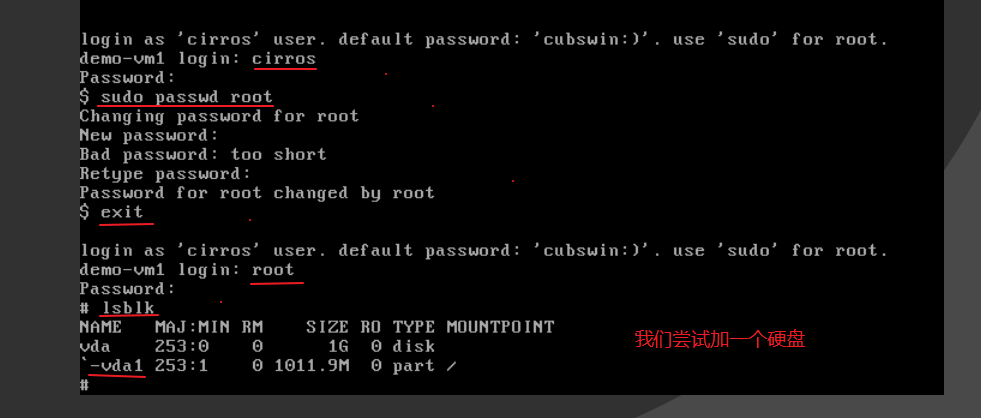 login as 'cirros' user. default password: 'cubswin:)'. use 'sudo' for root.
demo-vm1 login: cirros
Password:
$ sudo passwd root
Changing password for root
New password:
Bad password: too short
Retype password:
Password for root changed by root
$ exit
login as 'cirros' user. default password: 'cubswin:)'. use 'sudo' for root.
demo-vm1 login: root
Password:
# lsblk
NAME   MAJ:MIN RM    SIZE RO TYPE MOUNTPOINT
vda    253:0    0      1G  0 disk
`-vda1 253:1    0 1011.9M  0 part /
我们尝试加一个硬盘
#